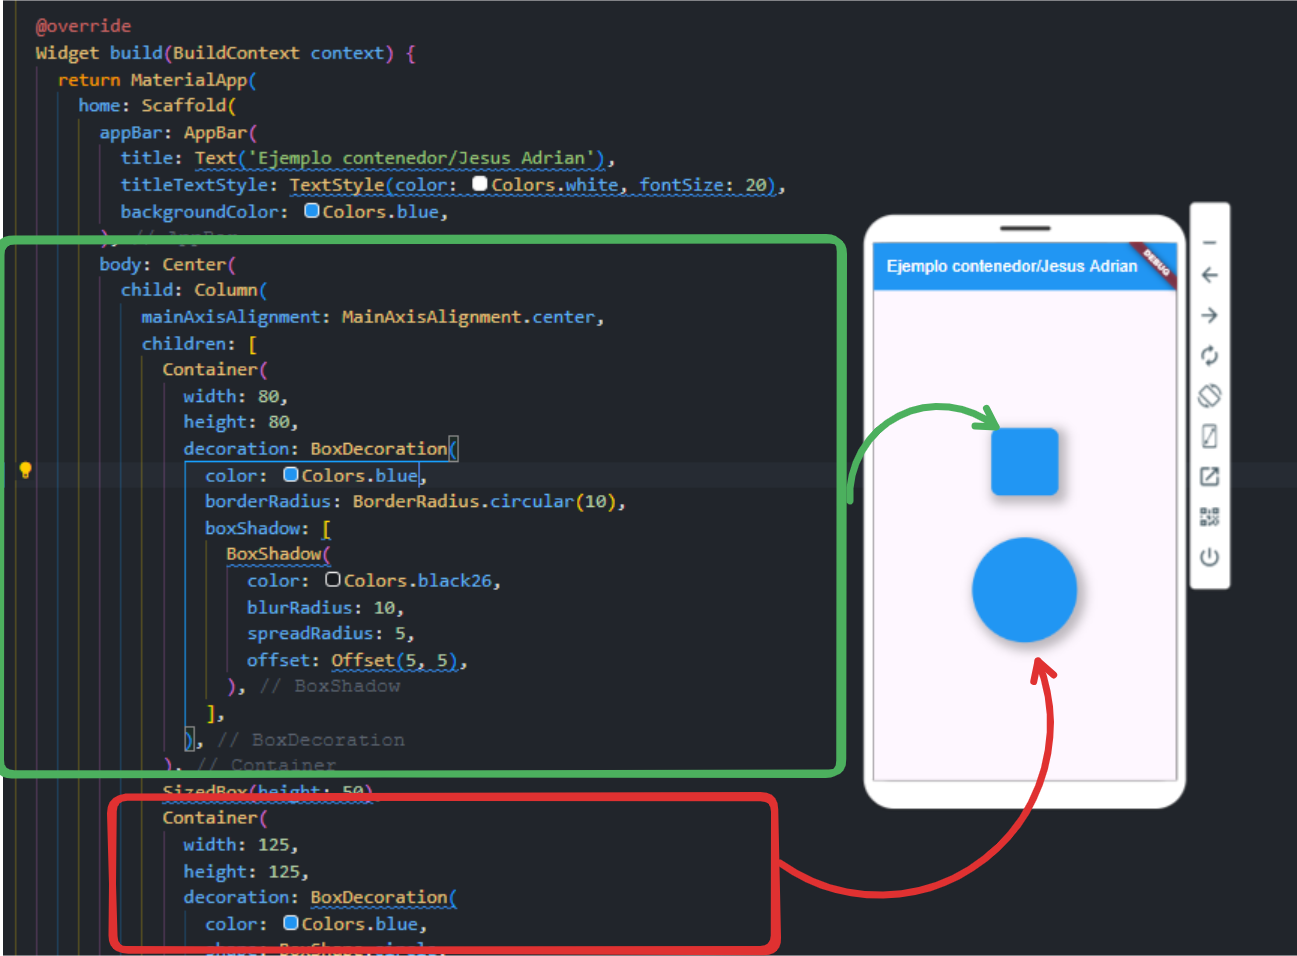 @override
Widget build(BuildContext context) {
return MaterialApp(
home: Scaffold(
appBar: AppBar(
title: Text('Ejemplo contenedor/Jesus Adrian'),
titleTextStyle: TextStyle(color: Colors.white, fontSize: 20),
backgroundColor: Colors.blue,
), // AppBar
body: Center(
child: Column(
mainAxisAlignment: MainAxisAlignment.center,
children: [
Container(
width: 80,
height: 80,
decoration: BoxDecoration(
color: Colors.blue,
borderRadius: BorderRadius.circular(10),
boxShadow: [
BoxShadow(
color: Colors.black26,
blurRadius: 10,
spreadRadius: 5,
offset: Offset(5, 5),
), // BoxShadow
],
), // BoxDecoration
), // Container
SizedBox(height: 50)
Container(
width: 125,
height: 125,
decoration: BoxDecoration(
color: Colors.blue,
shape: BoxShape.circle,
Ejemplo contenedor/Jesus Adrian
DEBUG